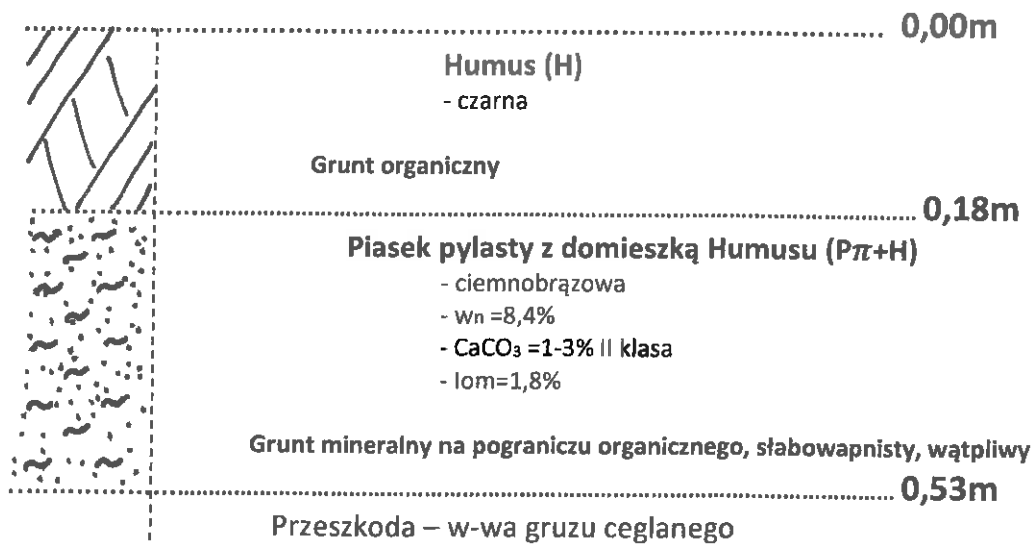 0,00m
Humus (H)
- czarna
Grunt organiczny
0,18m
Piasek pylasty z domieszką Humusu (Pπ+H)
- ciemnobrązowa
- wn =8,4%
- CaCO₃ =1-3% II klasa
- Iom=1,8%
Grunt mineralny na pograniczu organicznego, słabowapnisty, wątpliwy
0,53m
Przeszkoda – w-wa gruzu ceglanego